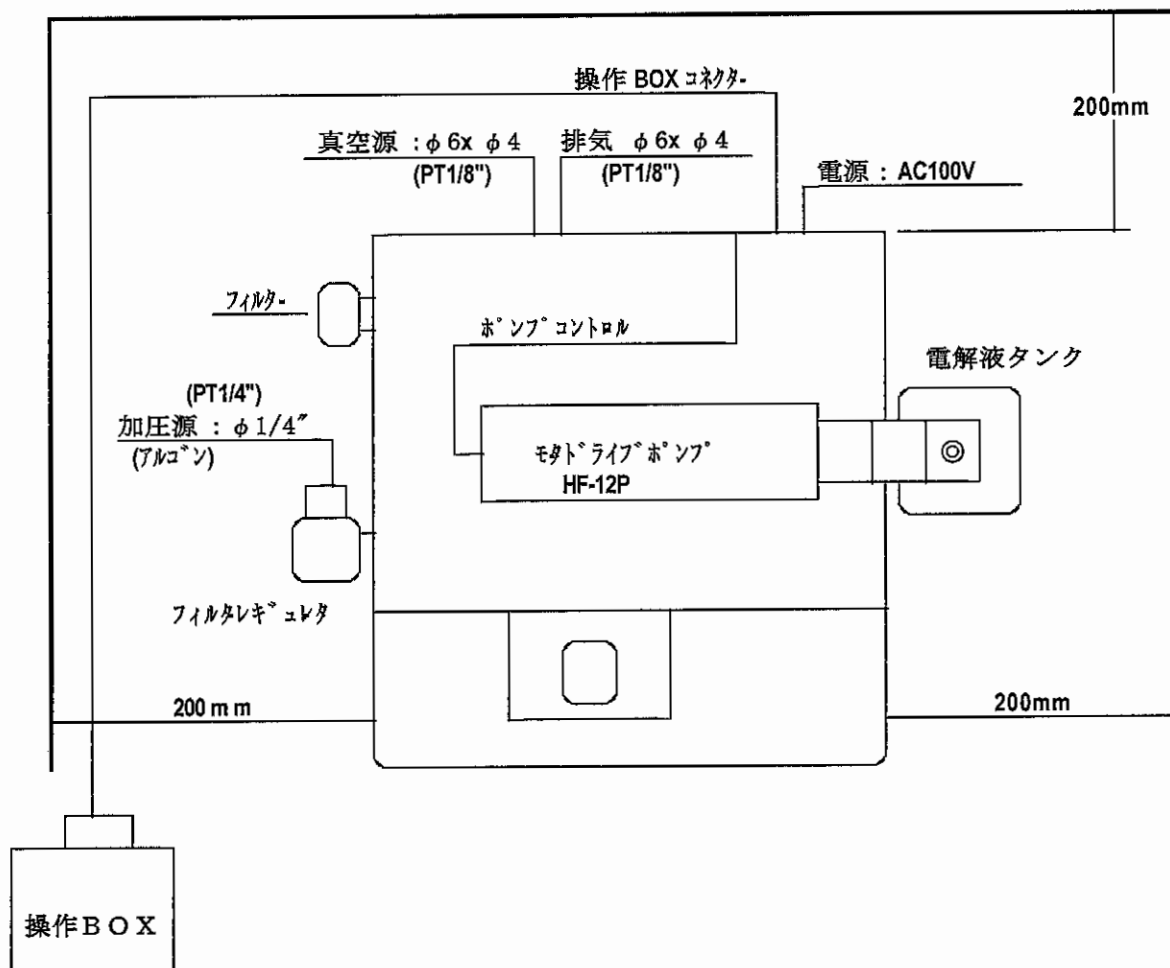 操作 BOX ｺﾈｸﾀｰ
200mm
真空源 : φ 6x φ 4
(PT1/8")
排気 φ 6x φ 4
(PT1/8")
電源 : AC100V
ﾌｨﾙﾀｰ
ﾎﾟﾝﾌﾟｺﾝﾄﾛﾙ
電解液タンク
(PT1/4")
加圧源 : φ 1/4"
(ｱﾙｺﾞﾝ)
ﾓﾀﾄﾞﾗｲﾌﾞﾎﾟﾝﾌﾟ
HF-12P
ﾌｨﾙﾀﾚｷﾞｭﾚﾀ
200 m m
200mm
操作ＢＯＸ